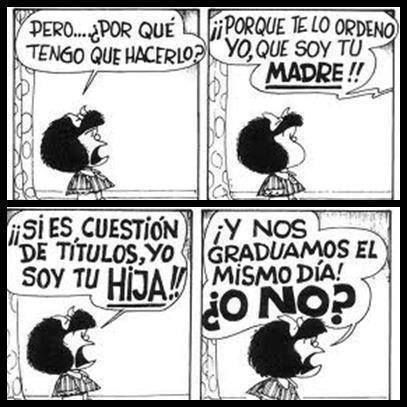 PERO...¿POR QUÉ
TENGO QUE HACERLO?
¡¡PORQUE TE LO ORDENO
YO, QUE SOY TU
MADRE!!
¡¡SI ES CUESTIÓN
DE TÍTULOS, YO
SOY TU HIJA!!
¡Y NOS
GRADUAMOS EL
MISMO DÍA!
¿O NO?